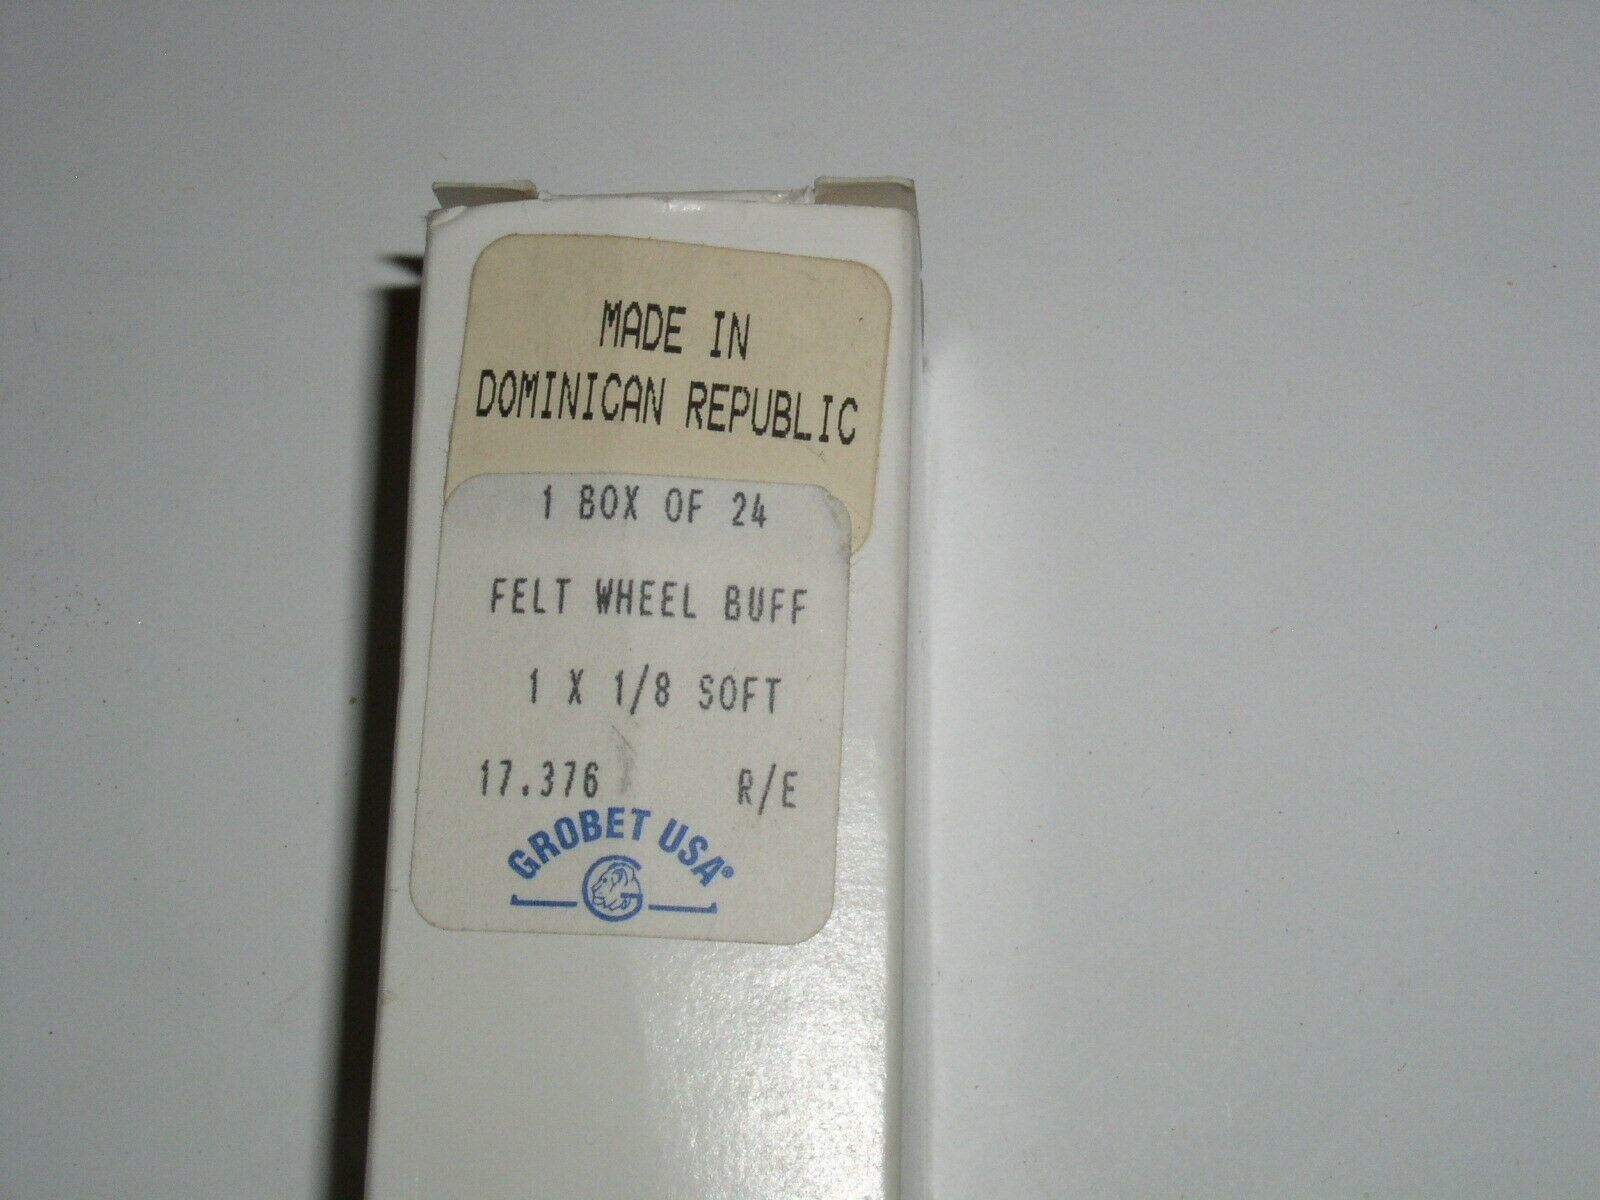 MADE IN
DOMINICAN REPUBLIC
1 BOX OF 24
FELT WHEEL BUFF
1 X 1/8 SOFT
17.376 R/E
GROBET USA®